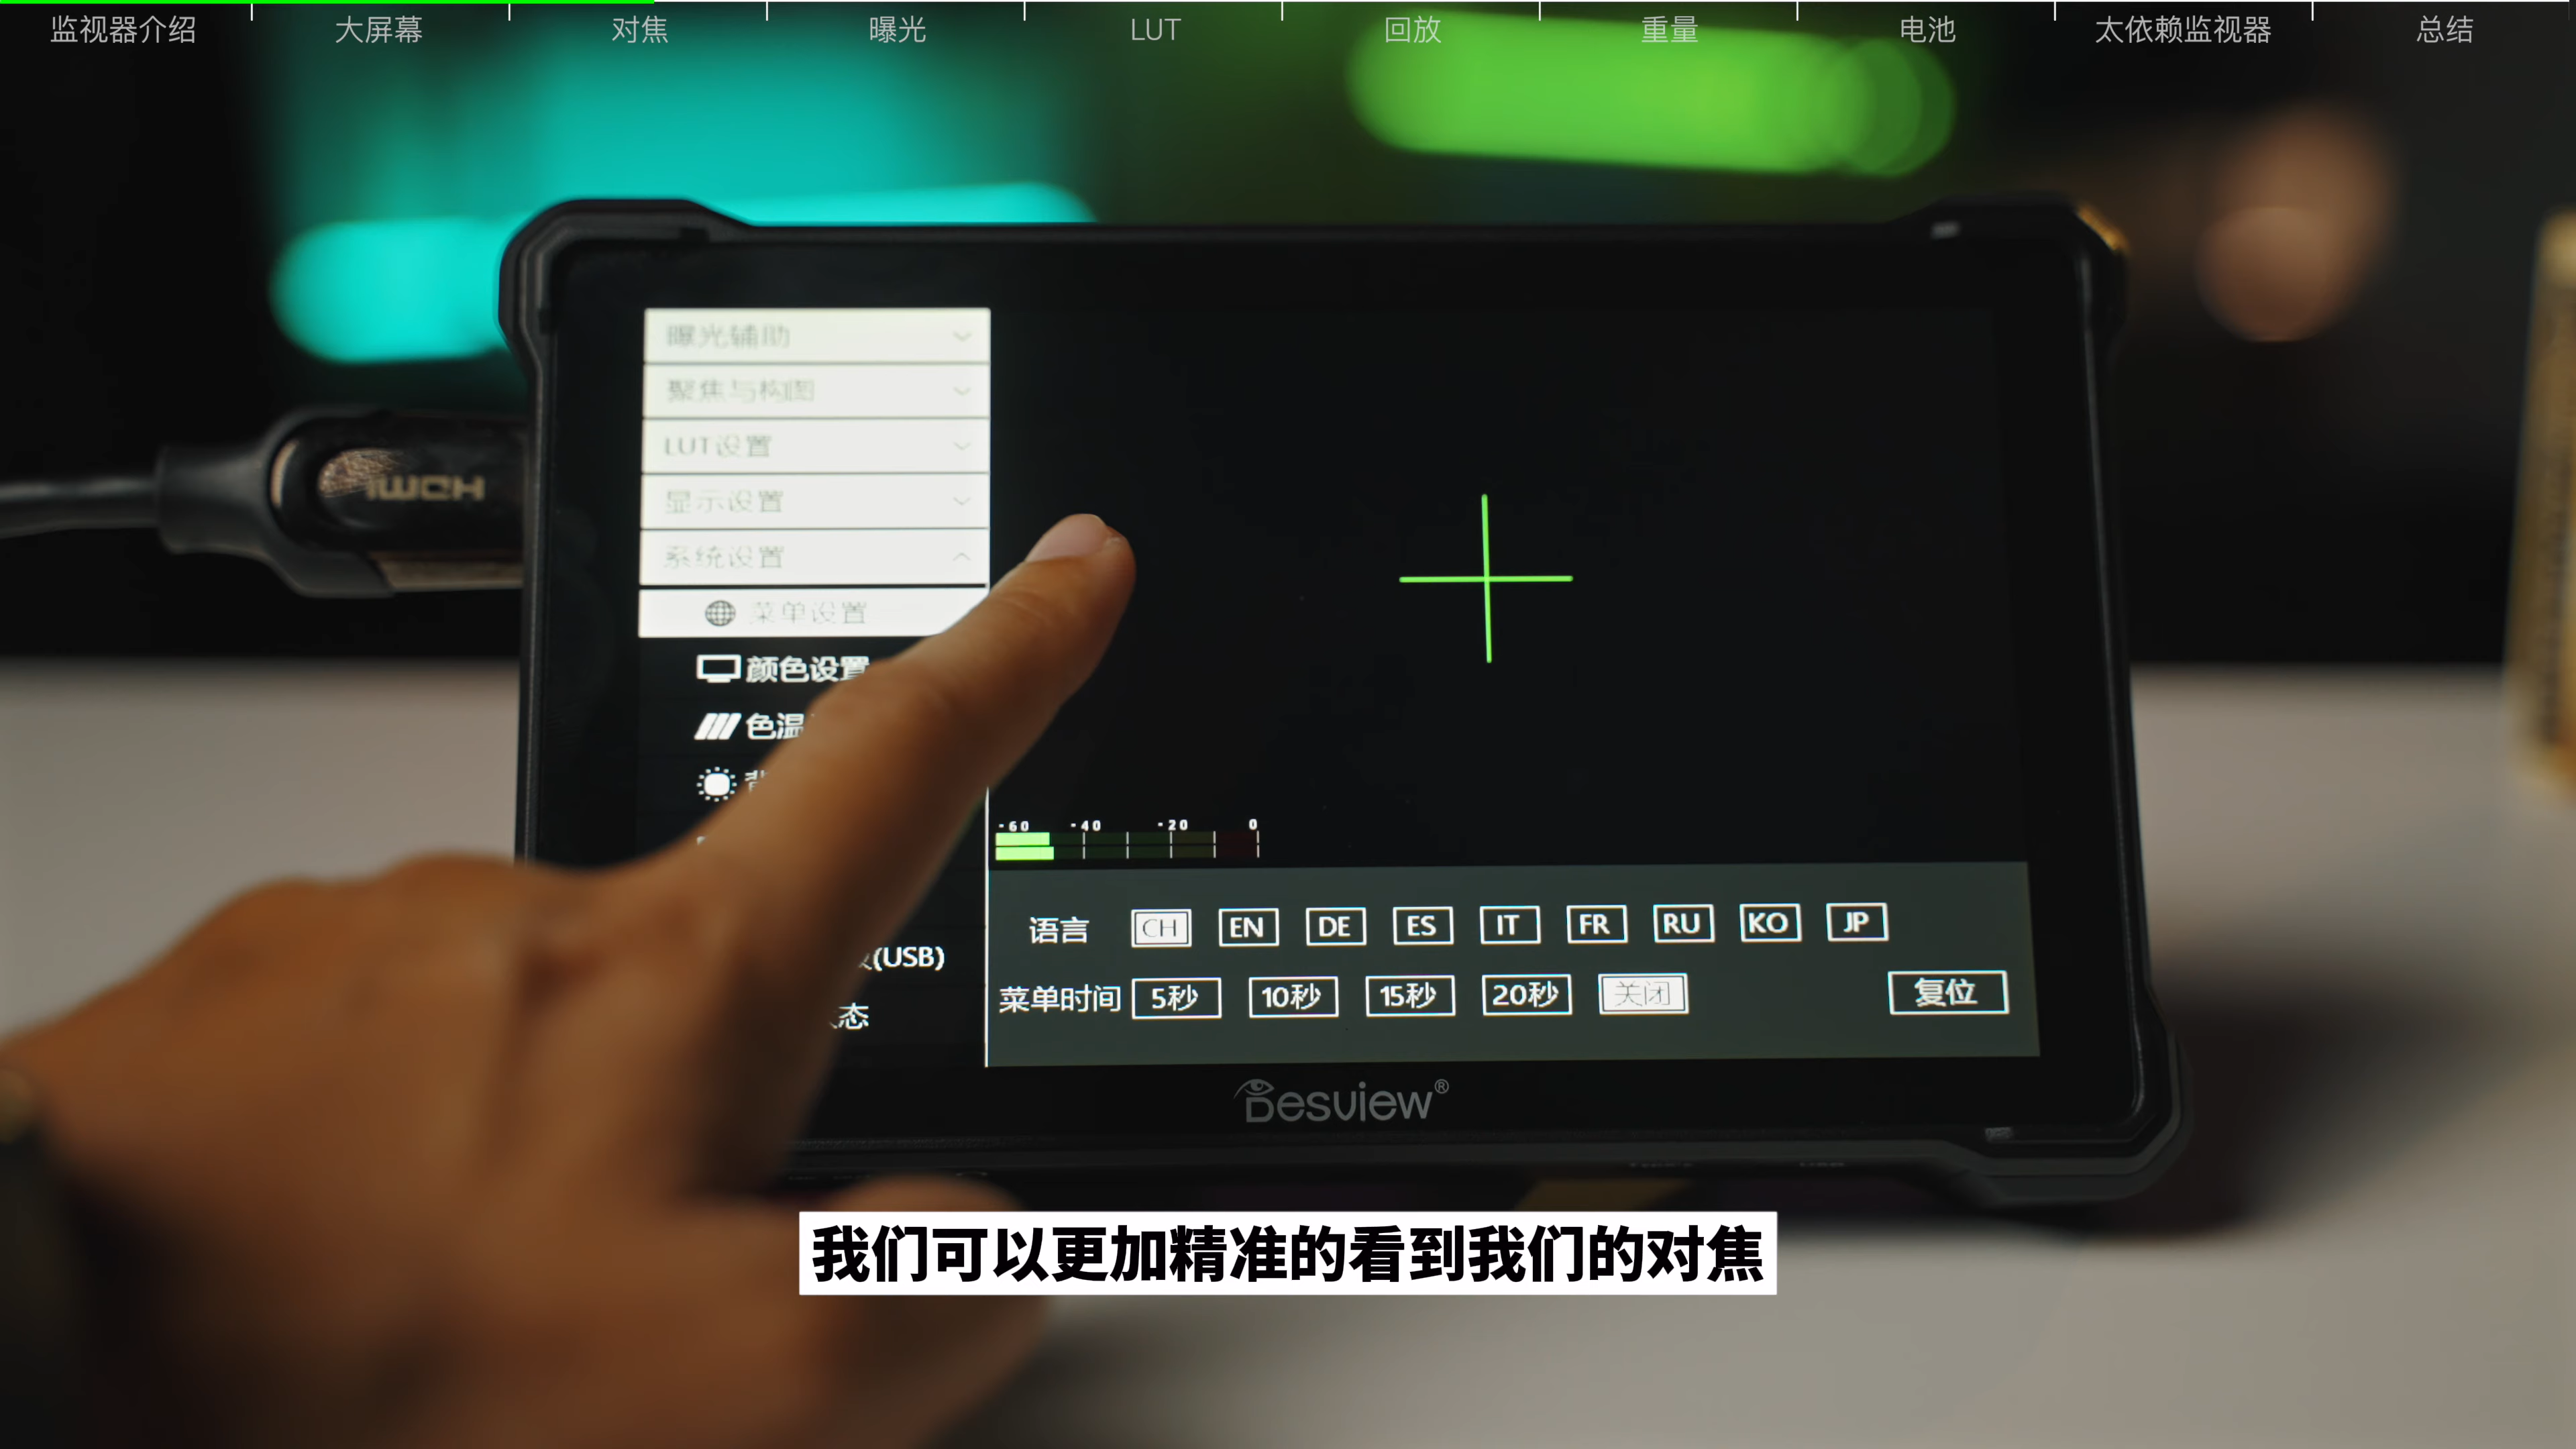 监视器介绍
大屏幕
对焦
曝光
LUT
回放
重量
电池
太依赖监视器
总结
曝光辅助
聚焦与构图
LUT设置
显示设置
系统设置
菜单设置
颜色设置
色温
(USB)
态
HDMI
-60 -40 -20 0
语言 CH EN DE ES IT FR RU KO JP
菜单时间 5秒 10秒 15秒 20秒 关闭 复位
Desview®
我们可以更加精准的看到我们的对焦